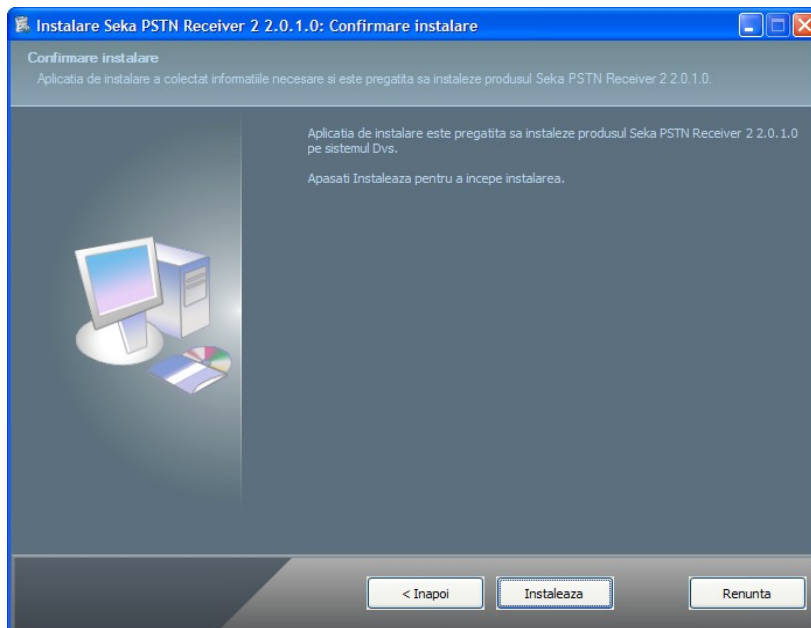 Instalare Seka PSTN Receiver 2 2.0.1.0: Confirmare instalare
Confirmare instalare
Aplicatia de instalare a colectat informatiile necesare si este pregatita sa instaleze produsul Seka PSTN Receiver 2 2.0.1.0.
Aplicatia de instalare este pregatita sa instaleze produsul Seka PSTN Receiver 2 2.0.1.0
pe sistemul Dvs.
Apasati Instaleaza pentru a incepe instalarea.
< Inapoi
Instaleaza
Renunta